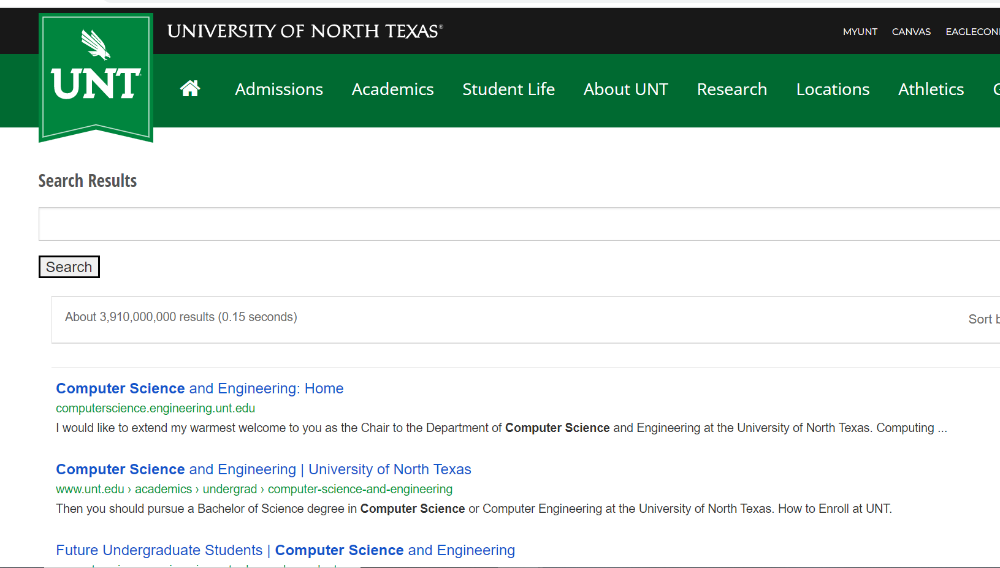 UNIVERSITY OF NORTH TEXAS®
MYUNT CANVAS
UNT
Admissions Academics Student Life About UNT Research Locations Athletics
Search Results
Search
About 3,910,000,000 results (0.15 seconds)
Sort
Computer Science and Engineering: Home
computerscience.engineering.unt.edu
I would like to extend my warmest welcome to you as the Chair to the Department of Computer Science and Engineering at the University of North Texas. Computing ...
Computer Science and Engineering | University of North Texas
www.unt.edu › academics › undergrad › computer-science-and-engineering
Then you should pursue a Bachelor of Science degree in Computer Science or Computer Engineering at the University of North Texas. How to Enroll at UNT.
Future Undergraduate Students | Computer Science and Engineering